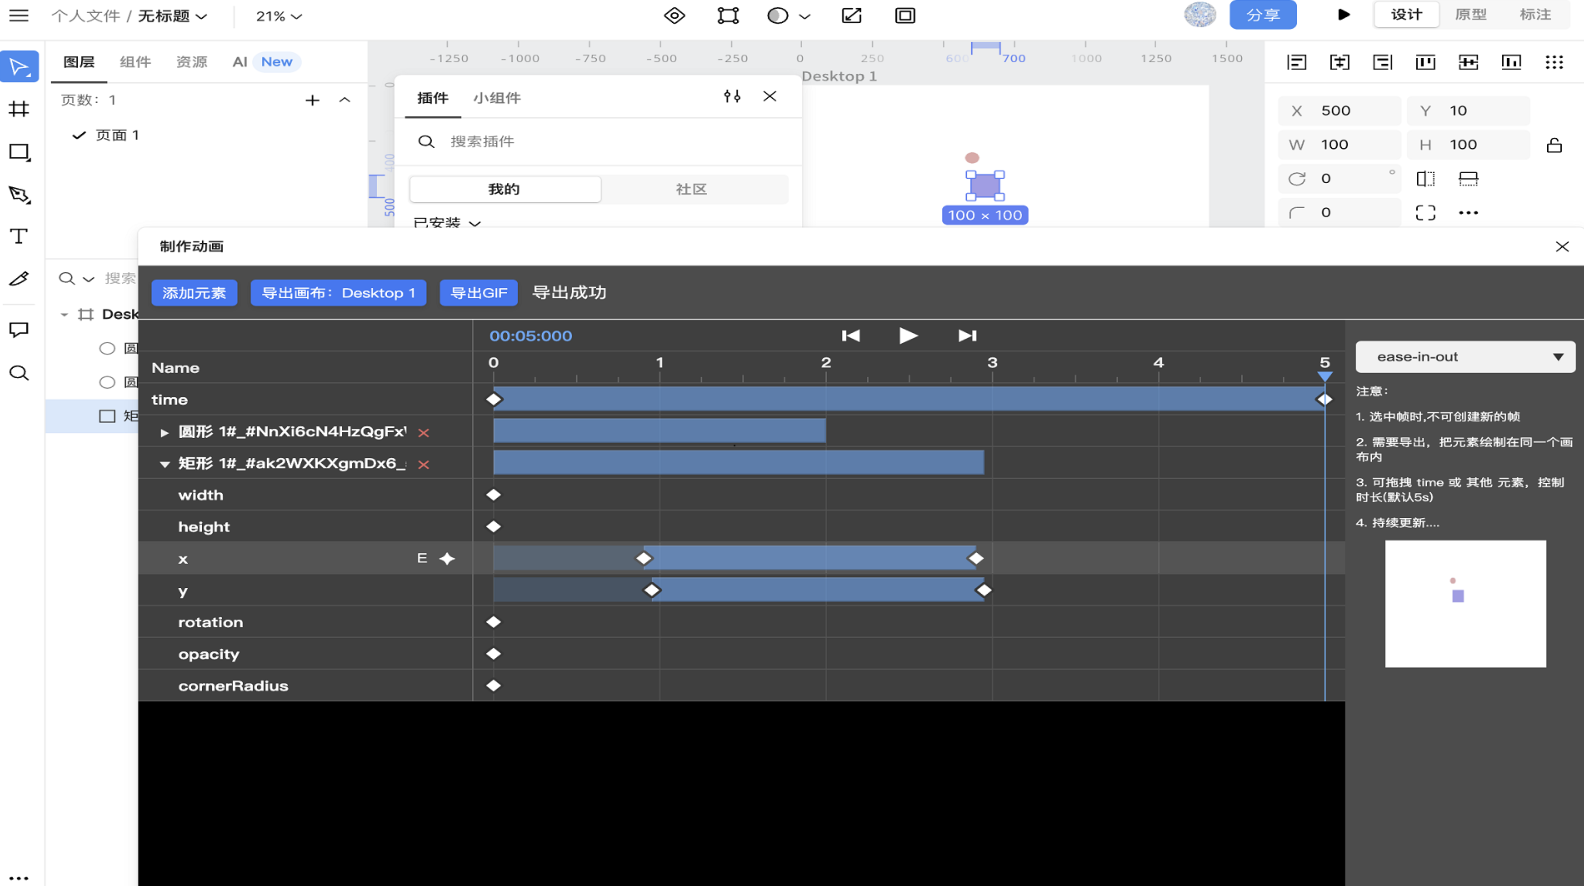 个人文件 / 无标题
21%
分享
设计 原型 标注
图层 组件 资源 AI New
页数: 1
页面 1
-1250 -1000 -750 -500 -250 0 250 600 700 1000 1250 1500
Desktop 1
0
400
500
插件 小组件
搜索插件
我的 社区
已安装
100 × 100
X 500 Y 10
W 100 H 100
0 °
0
搜索
Desk
圆
圆
矩
制作动画
添加元素 导出画布: Desktop 1 导出GIF 导出成功
00:05:000
Name 0 1 2 3 4 5
time
圆形 1#_#NnXi6cN4HzQgFx
矩形 1#_#ak2WXKXgmDx6_
width
height
x E
y
rotation
opacity
cornerRadius
ease-in-out
注意:
1. 选中帧时,不可创建新的帧
2. 需要导出，把元素绘制在同一个画
布内
3. 可拖拽 time 或 其他 元素，控制
时长(默认5s)
4. 持续更新....